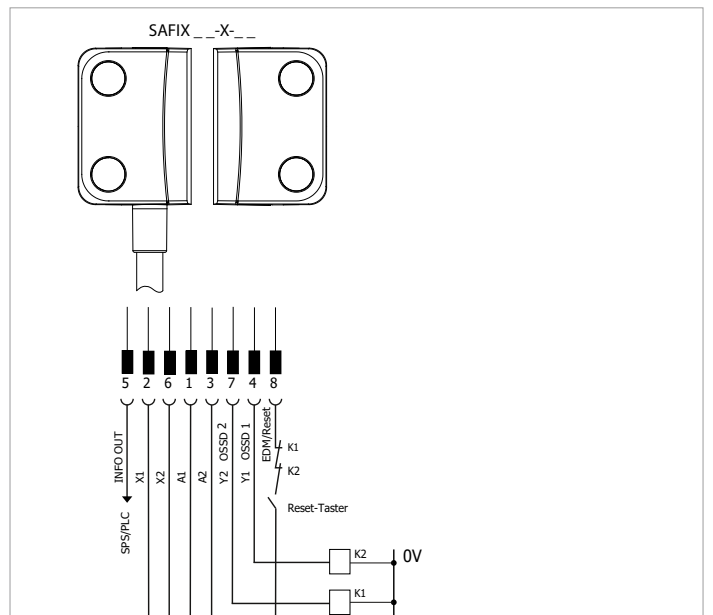 SAFIX _ _-X-_ _
5 2 6 1 3 7 4 8
INFO OUT
X1
X2
A1
A2
Y2 OSSD 2
Y1 OSSD 1
EDM/Reset
K1
K2
Reset-Taster
SPS/PLC
K2
0V
K1